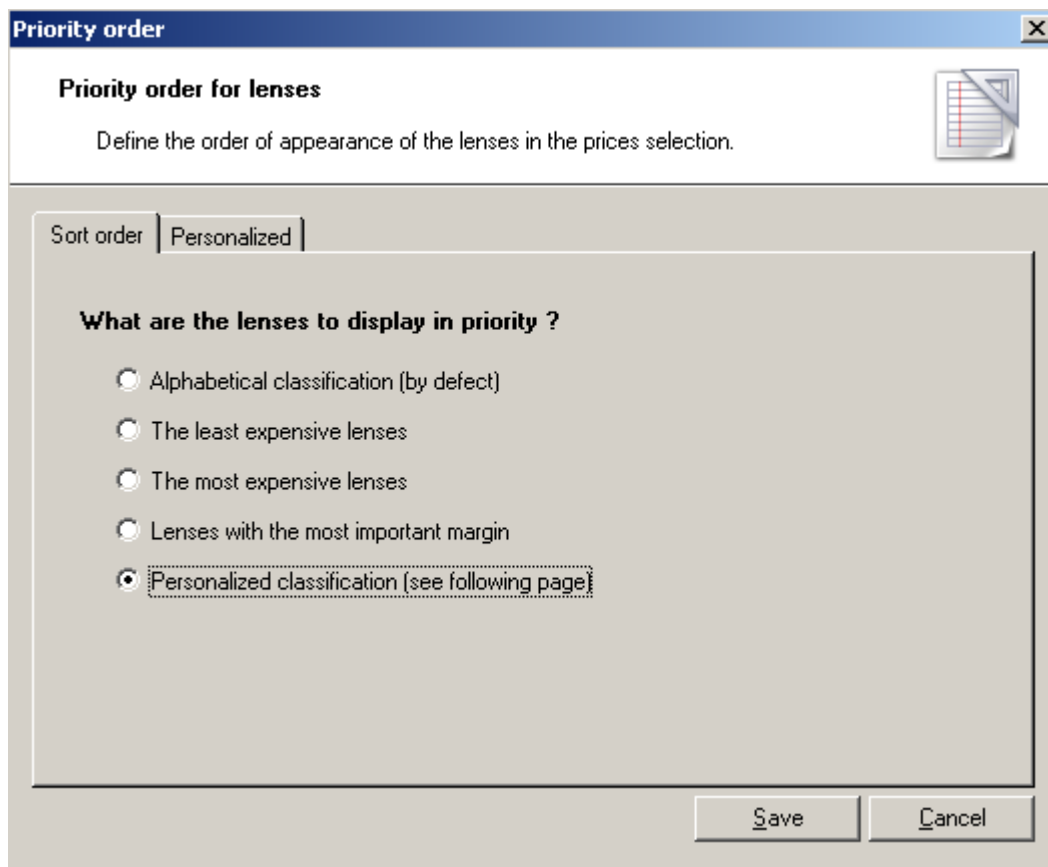 Priority order
Priority order for lenses
Define the order of appearance of the lenses in the prices selection.
Sort order
Personalized
What are the lenses to display in priority ?
Alphabetical classification (by defect)
The least expensive lenses
The most expensive lenses
Lenses with the most important margin
Personalized classification (see following page)
Save
Cancel